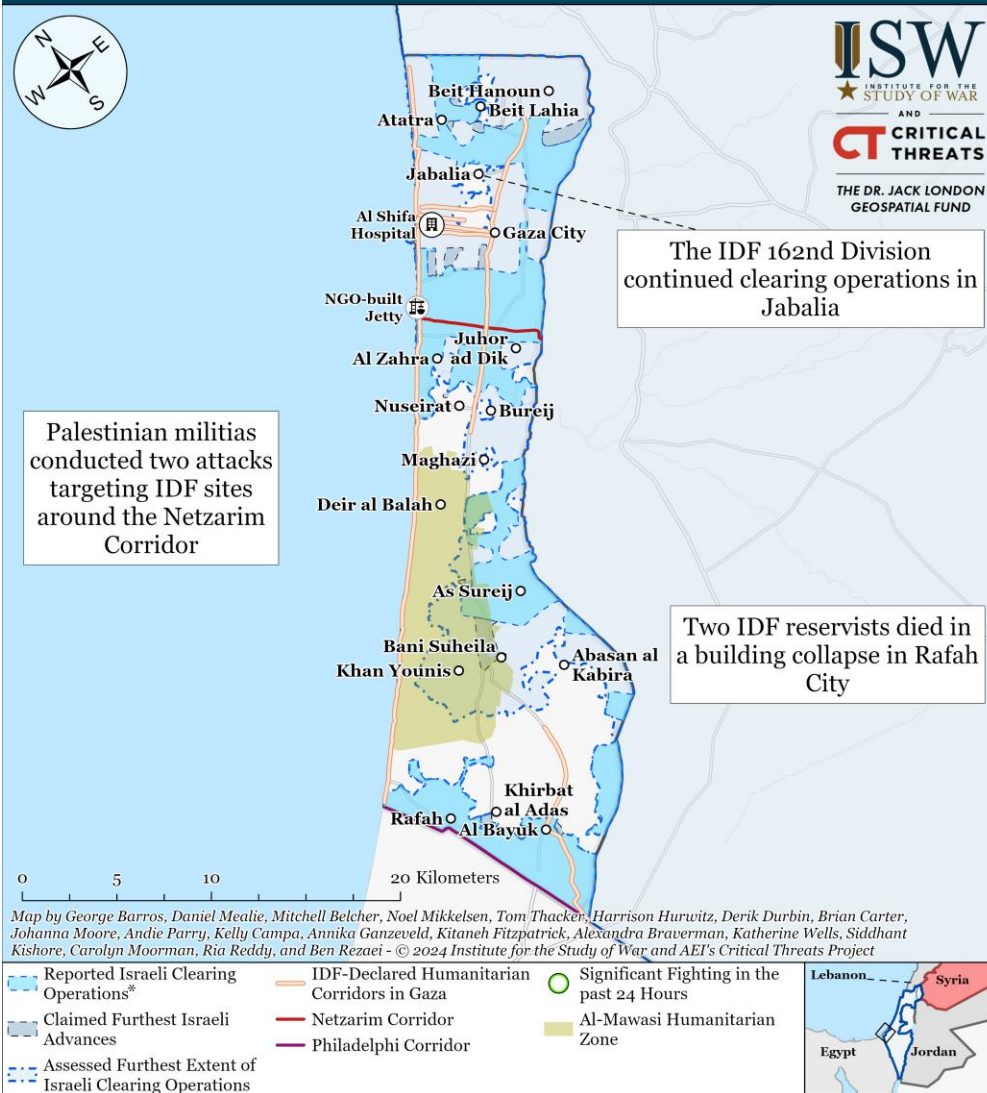 N
E
W
S
ISW
INSTITUTE FOR THE
STUDY OF WAR
AND
CT CRITICAL
THREATS
THE DR. JACK LONDON
GEOSPATIAL FUND
Beit Hanoun
Beit Lahia
Atatra
Jabalia
Al Shifa
Hospital
Gaza City
The IDF 162nd Division
continued clearing operations in
Jabalia
NGO-built
Jetty
Juhor
ad Dik
Al Zahra
Nuseirat
Bureij
Palestinian militias
conducted two attacks
targeting IDF sites
around the Netzarim
Corridor
Maghazi
Deir al Balah
As Sureij
Two IDF reservists died in
a building collapse in Rafah
City
Bani Suheila
Abasan al
Kabira
Khan Younis
Khirbat
al Adas
Rafah
Al Bayuk
0 5 10 20 Kilometers
Map by George Barros, Daniel Mealie, Mitchell Belcher, Noel Mikkelsen, Tom Thacker, Harrison Hurwitz, Derik Durbin, Brian Carter,
Johanna Moore, Andie Parry, Kelly Campa, Annika Ganzeveld, Kitaneh Fitzpatrick, Alexandra Braverman, Katherine Wells, Siddhant
Kishore, Carolyn Moorman, Ria Reddy, and Ben Rezaei - © 2024 Institute for the Study of War and AEI's Critical Threats Project
Reported Israeli Clearing
Operations*
Claimed Furthest Israeli
Advances
Assessed Furthest Extent of
Israeli Clearing Operations
IDF-Declared Humanitarian
Corridors in Gaza
Netzarim Corridor
Philadelphi Corridor
Significant Fighting in the
past 24 Hours
Al-Mawasi Humanitarian
Zone
Lebanon
Syria
Egypt
Jordan